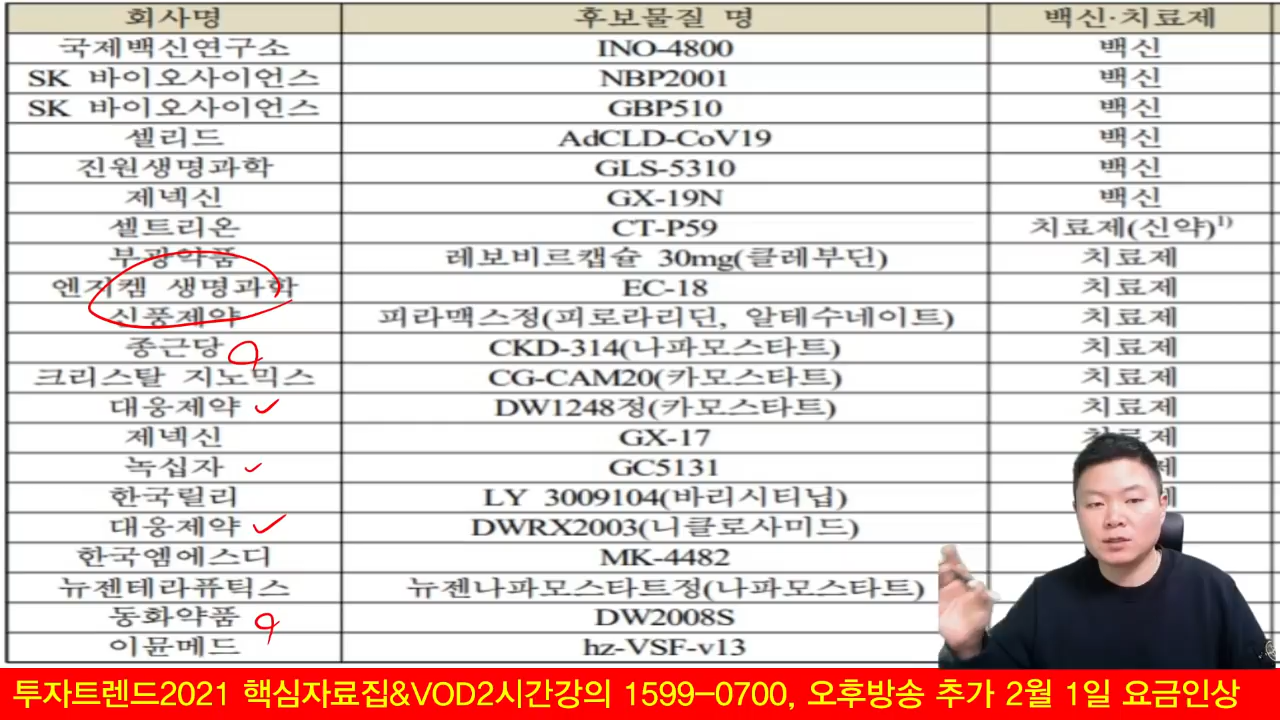 회사명 후보물질 명 백신·치료제
국제백신연구소 INO-4800 백신
SK 바이오사이언스 NBP2001 백신
SK 바이오사이언스 GBP510 백신
셀리드 AdCLD-CoV19 백신
진원생명과학 GLS-5310 백신
제넥신 GX-19N 백신
셀트리온 CT-P59 치료제(신약)1)
부광약품 레보비르캡슐 30mg(클레부딘) 치료제
엔지켐 생명과학 EC-18 치료제
신풍제약 피라맥스정(피로라리딘, 알테수네이트) 치료제
종근당 CKD-314(나파모스타트) 치료제
크리스탈 지노믹스 CG-CAM20(카모스타트) 치료제
대웅제약 DW1248정(카모스타트) 치료제
제넥신 GX-17 치료제
녹십자 GC5131
한국릴리 LY 3009104(바리시티닙)
대웅제약 DWRX2003(니클로사미드)
한국엠에스디 MK-4482
뉴젠테라퓨틱스 뉴젠나파모스타트정(나파모스타트)
동화약품 DW2008S
이뮨메드 hz-VSF-v13
투자트렌드2021 핵심자료집&VOD2시간강의 1599-0700, 오후방송 추가 2월 1일 요금인상